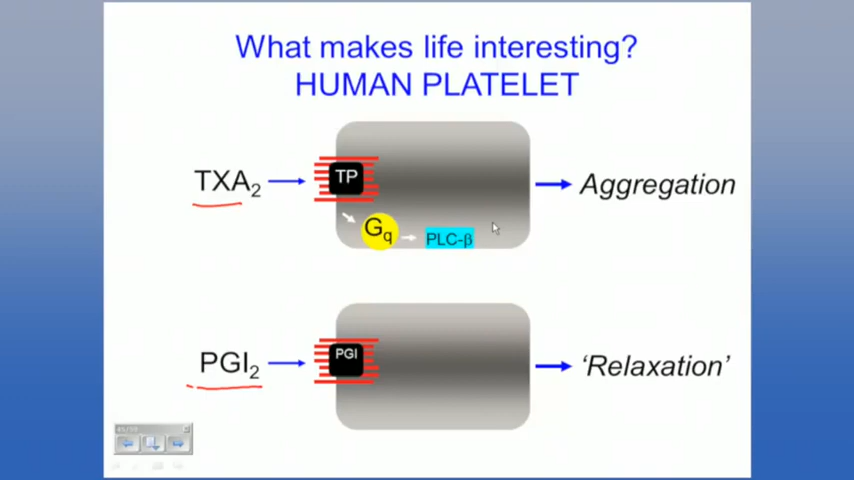 What makes life interesting?
HUMAN PLATELET
TXA2
TP
Aggregation
Gq
PLC-β
PGI2
PGI
'Relaxation'